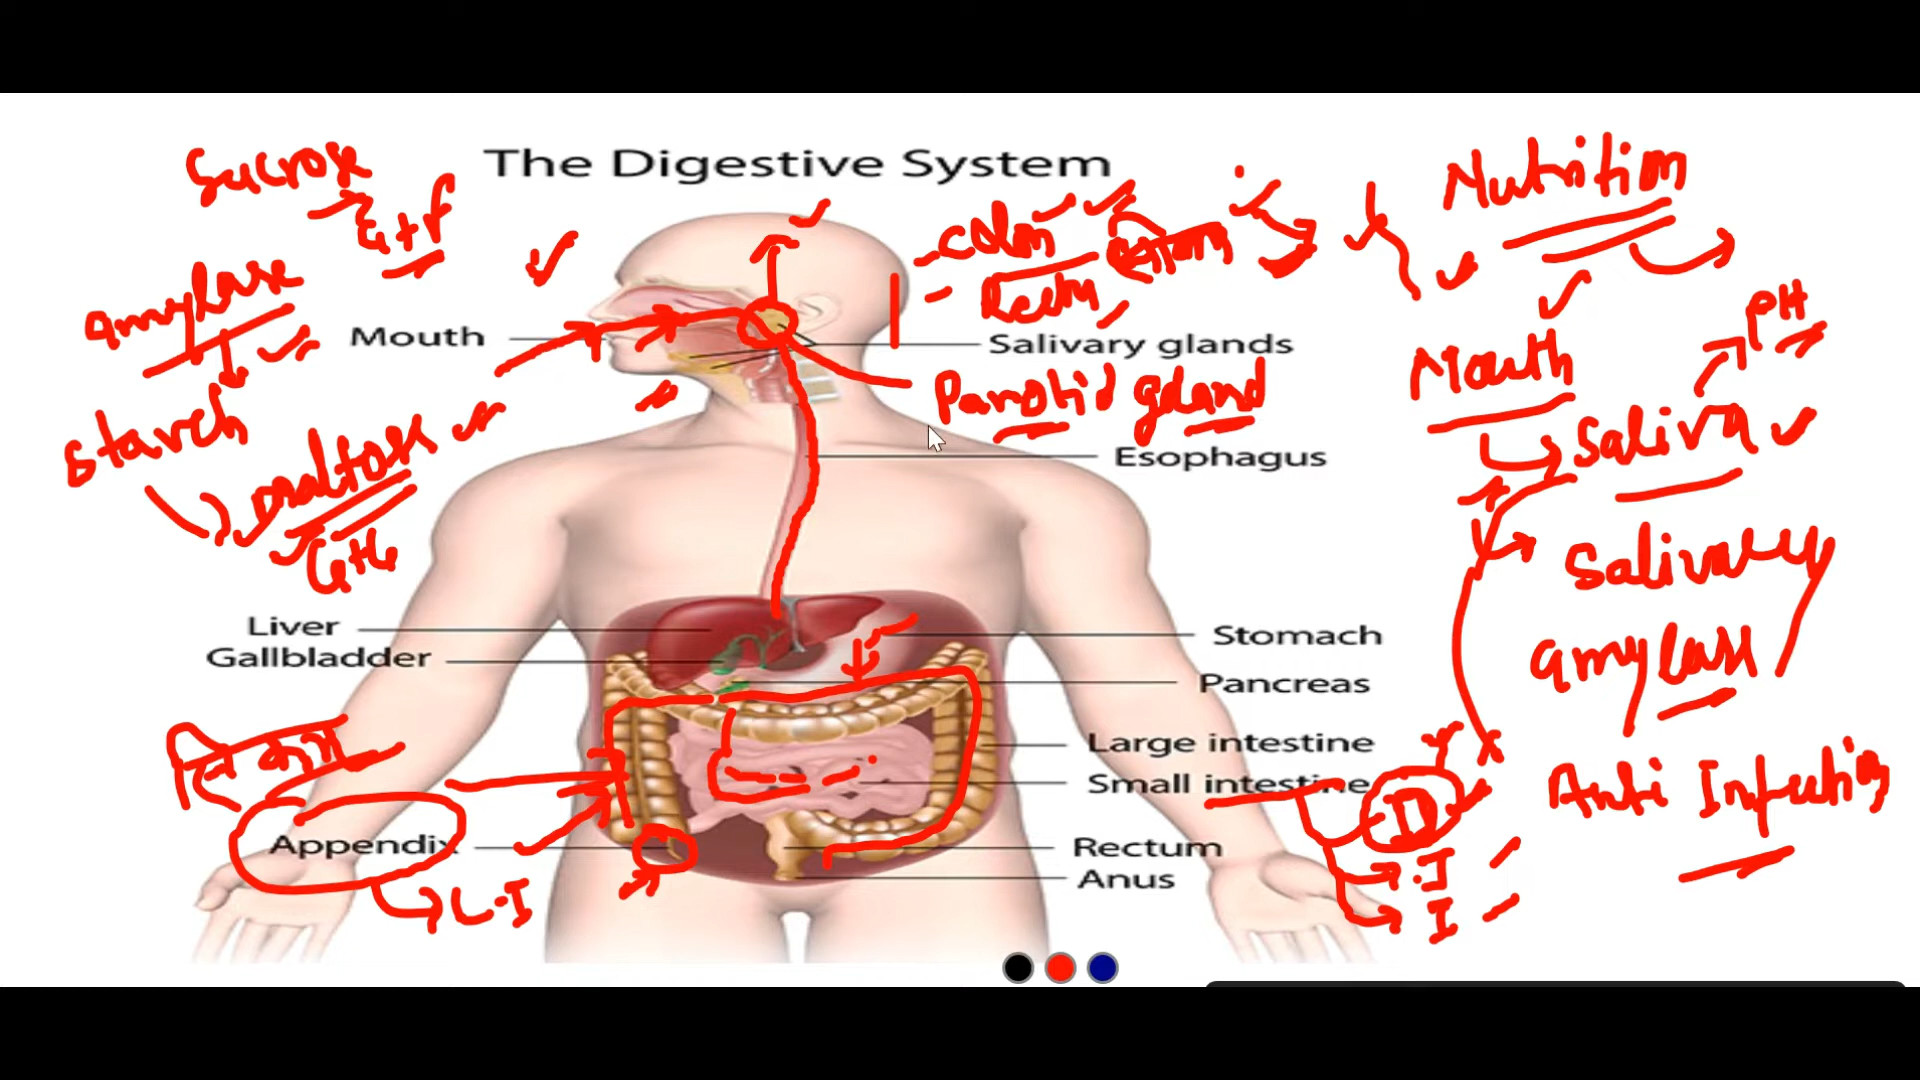 The Digestive System
Sucrose
G+f
amylase
starch
maltose
G+G
Mouth
colon
Rectum
Salivary glands
Parotid gland
Esophagus
Nutrition
Mouth
pH
Saliva
Salivary
amylase
Anti Infection
Liver
Gallbladder
Stomach
Pancreas
Large intestine
Small intestine
D
J
I
Appendix
L.I
Rectum
Anus